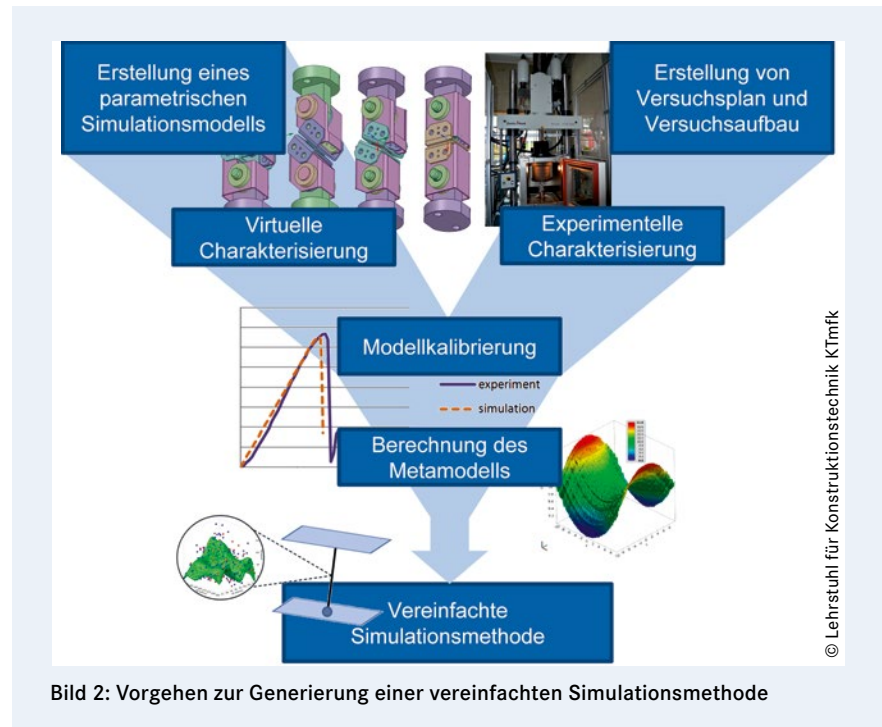 Erstellung eines
parametrischen
Simulationsmodells
Erstellung von
Versuchsplan und
Versuchsaufbau
Virtuelle
Charakterisierung
Experimentelle
Charakterisierung
Modellkalibrierung
experiment
simulation
Berechnung des
Metamodells
Vereinfachte
Simulationsmethode
© Lehrstuhl für Konstruktionstechnik KTmfk
Bild 2: Vorgehen zur Generierung einer vereinfachten Simulationsmethode